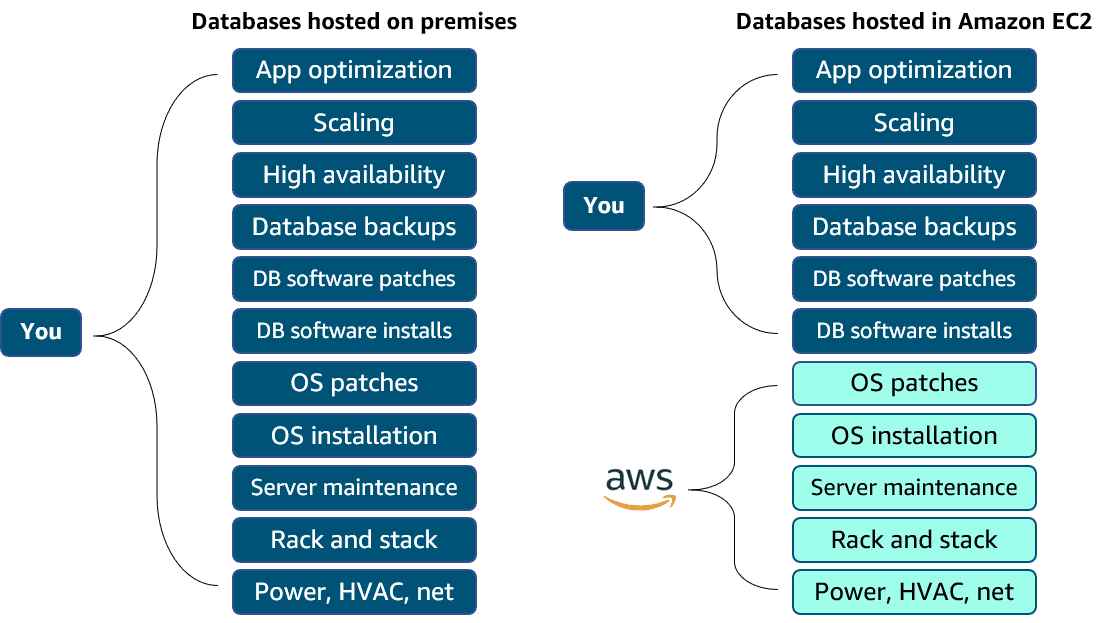 Databases hosted on premises
You
App optimization
Scaling
High availability
Database backups
DB software patches
DB software installs
OS patches
OS installation
Server maintenance
Rack and stack
Power, HVAC, net
Databases hosted in Amazon EC2
You
App optimization
Scaling
High availability
Database backups
DB software patches
DB software installs
aws
OS patches
OS installation
Server maintenance
Rack and stack
Power, HVAC, net